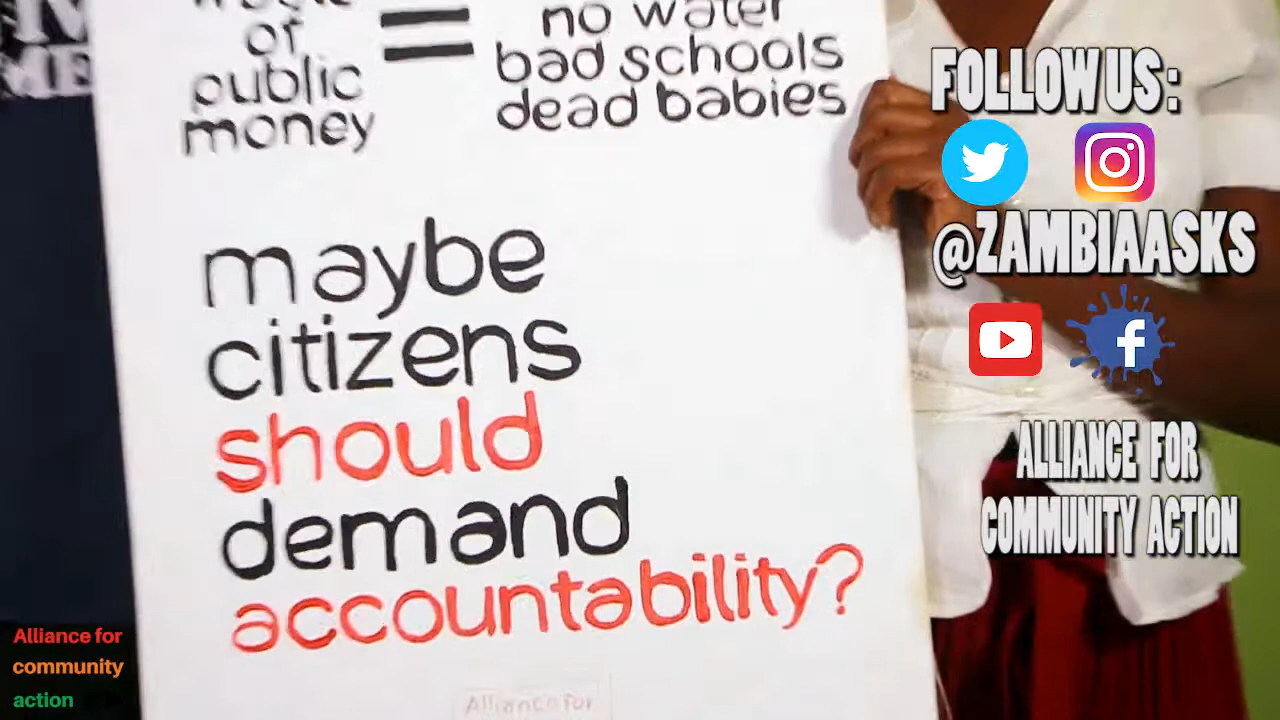 of
public
money
=
no water
bad schools
dead babies
maybe
citizens
should
demand
accountability?
Alliance for
FOLLOW US:
@ZAMBIAASKS
ALLIANCE FOR
COMMUNITY ACTION
Alliance for
community
action